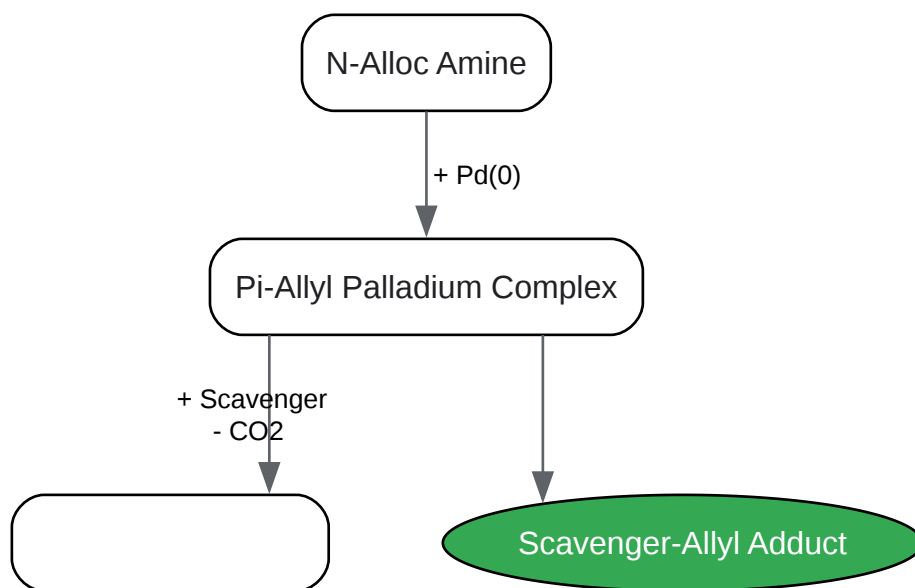 N-Alloc Amine
+ Pd(0)
Pi-Allyl Palladium Complex
+ Scavenger
- CO2
Scavenger-Allyl Adduct